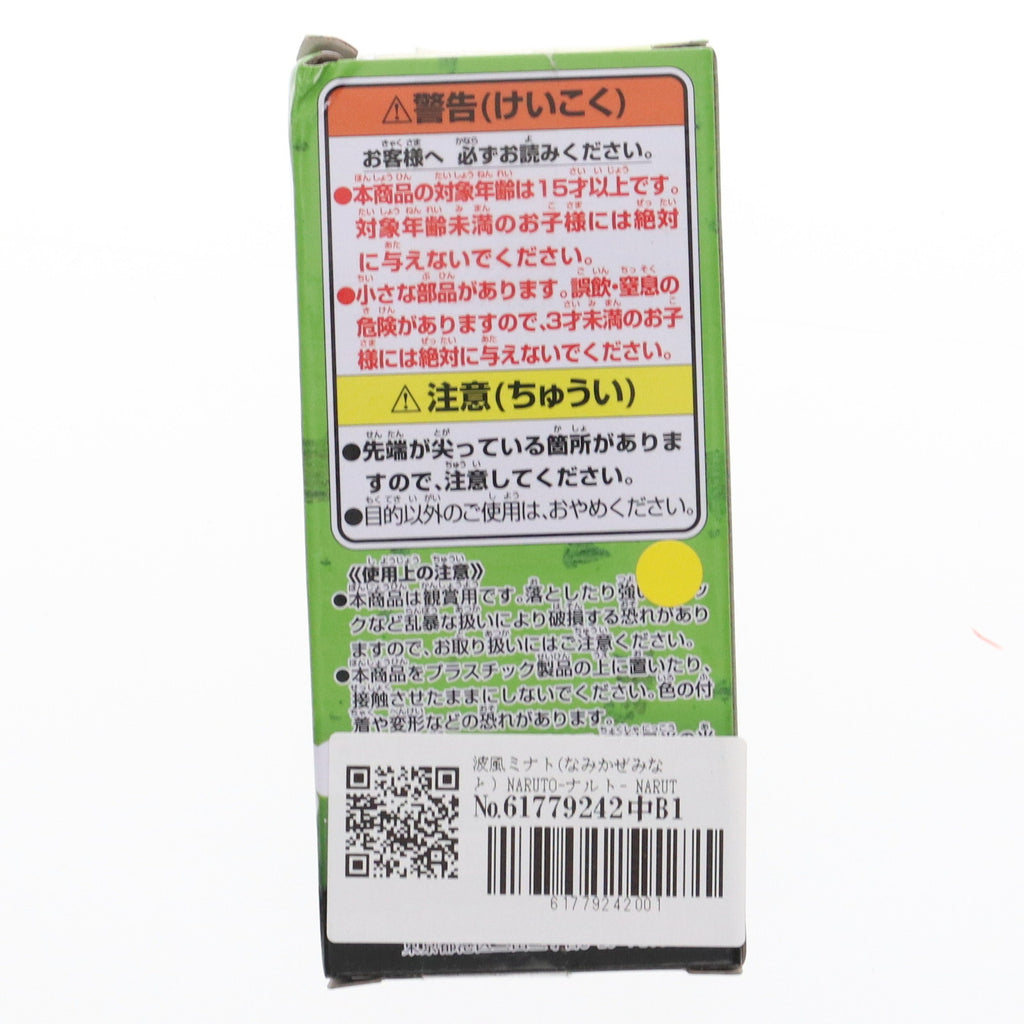 ⚠警告(けいこく)
お客様へ 必ずお読みください。
●本商品の対象年齢は15才以上です。
対象年齢未満のお子様には絶対
に与えないでください。
●小さな部品があります。誤飲・窒息の
危険がありますので、3才未満のお子
様には絶対に与えないでください。
⚠注意(ちゅうい)
●先端が尖っている箇所がありま
すので、注意してください。
●目的以外のご使用は、おやめください。
《使用上の注意》
●本商品は観賞用です。落としたり強い
クなど乱暴な扱いにより破損する恐れがあり
ますので、お取り扱いにはご注意ください。
●本商品をプラスチック製品の上に置いたり、
接触させたままにしないでください。色の付
着や変形などの恐れがあります。
波風ミナト(なみかぜみな
と) NARUTO-ナルト- NARUT
No.61779242中B1
61779242001